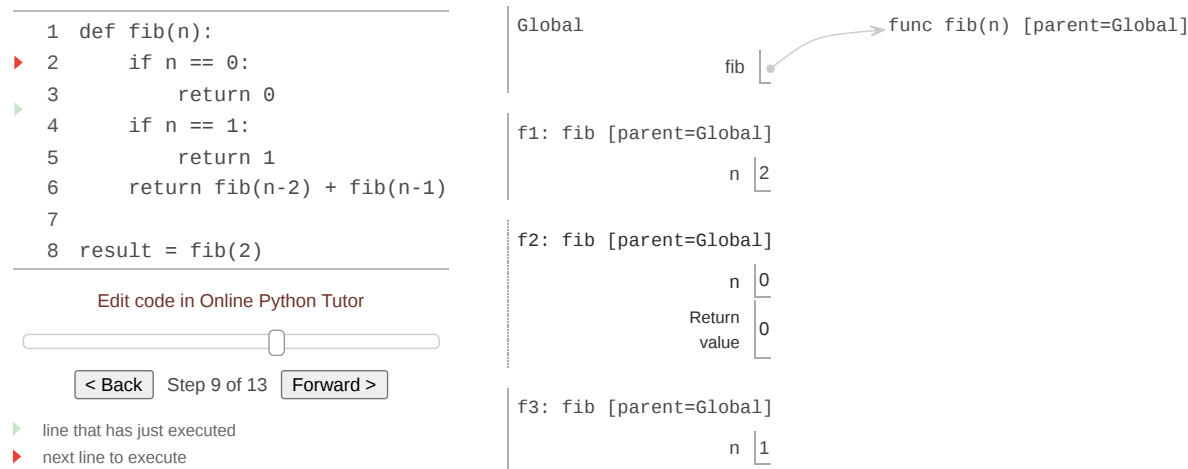 1 def fib(n):
2     if n == 0:
3         return 0
4     if n == 1:
5         return 1
6     return fib(n-2) + fib(n-1)
7
8 result = fib(2)
Edit code in Online Python Tutor
< Back Step 9 of 13 Forward >
line that has just executed
next line to execute
Global
func fib(n) [parent=Global]
fib
f1: fib [parent=Global]
n 2
f2: fib [parent=Global]
n 0
Return
value 0
f3: fib [parent=Global]
n 1